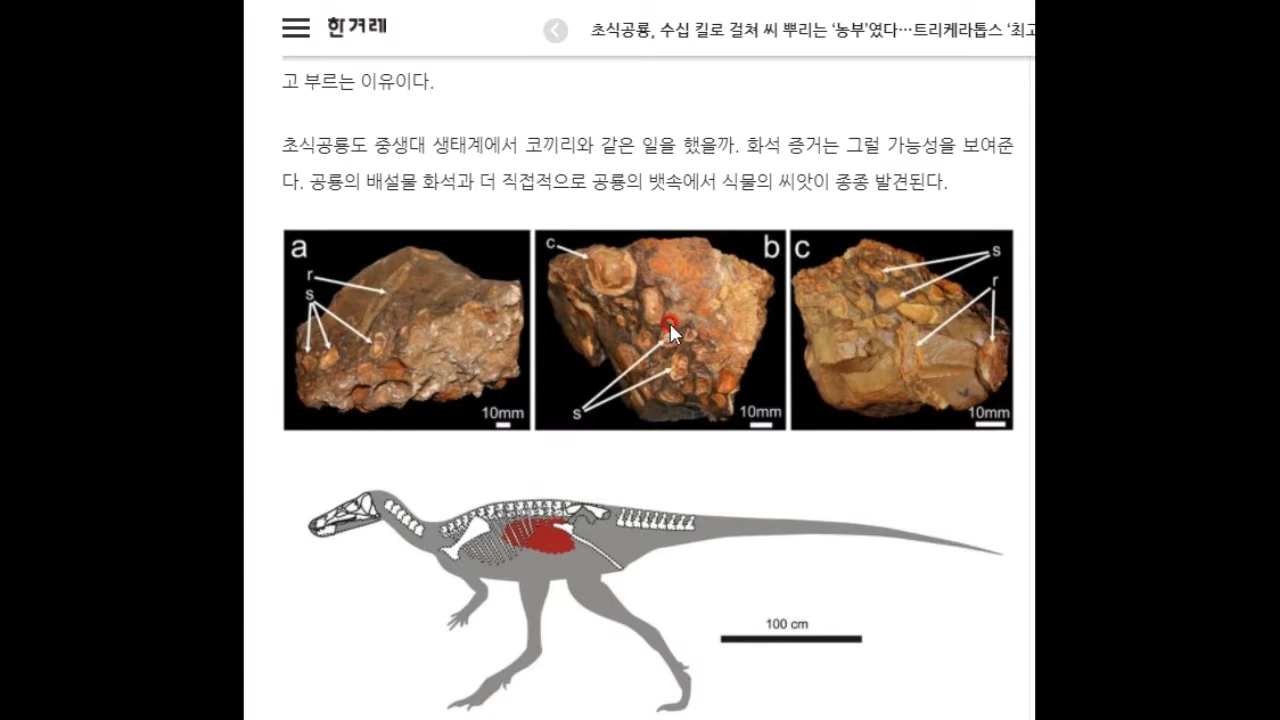 한겨레
초식공룡, 수십 킬로 걸쳐 씨 뿌리는 ‘농부’였다…트리케라톱스 ‘최고
고 부르는 이유이다.
초식공룡도 중생대 생태계에서 코끼리와 같은 일을 했을까. 화석 증거는 그럴 가능성을 보여준
다. 공룡의 배설물 화석과 더 직접적으로 공룡의 뱃속에서 식물의 씨앗이 종종 발견된다.
a
r
s
10mm
c
b
s
10mm
c
s
r
10mm
100 cm